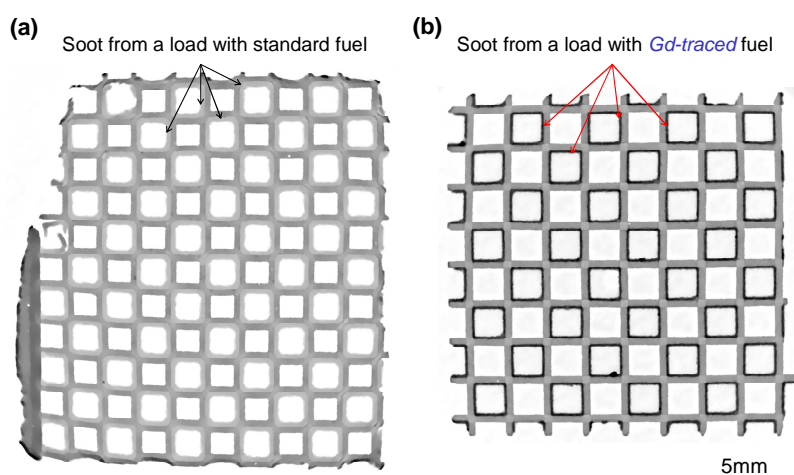 (a)
Soot from a load with standard fuel
(b)
Soot from a load with Gd-traced fuel
5mm